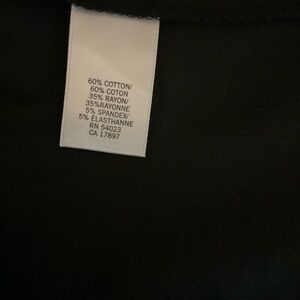 60% COTTON/
60% COTON
35% RAYON/
35%RAYONNE
5% SPANDEX/
5% ÉLASTHANNE
RN 54023
CA 17897